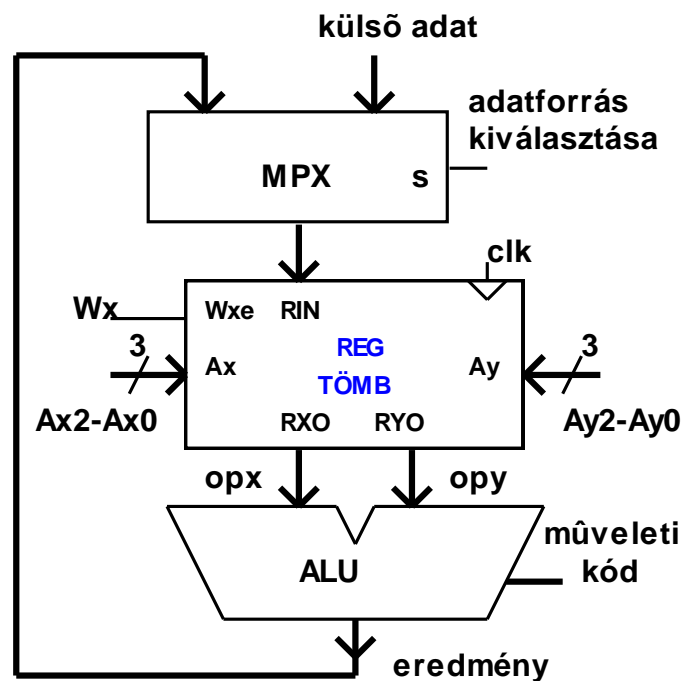 külsõ adat
adatforrás
kiválasztása
MPX s
clk
Wx Wxe RIN
3 REG 3
Ax Ay
TÖMB
Ax2-Ax0 RXO RYO Ay2-Ay0
opx opy
mûveleti
ALU kód
eredmény